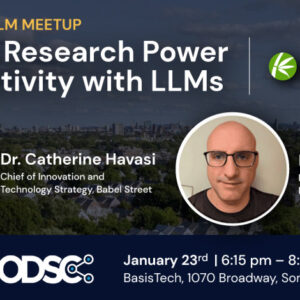 LM MEETUP
Research Power
tivity with LLMs
Dr. Catherine Havasi
Chief of Innovation and
Technology Strategy, Babel Street
ODSC
January 23rd | 6:15 pm – 8:
BasisTech, 1070 Broadway, Som